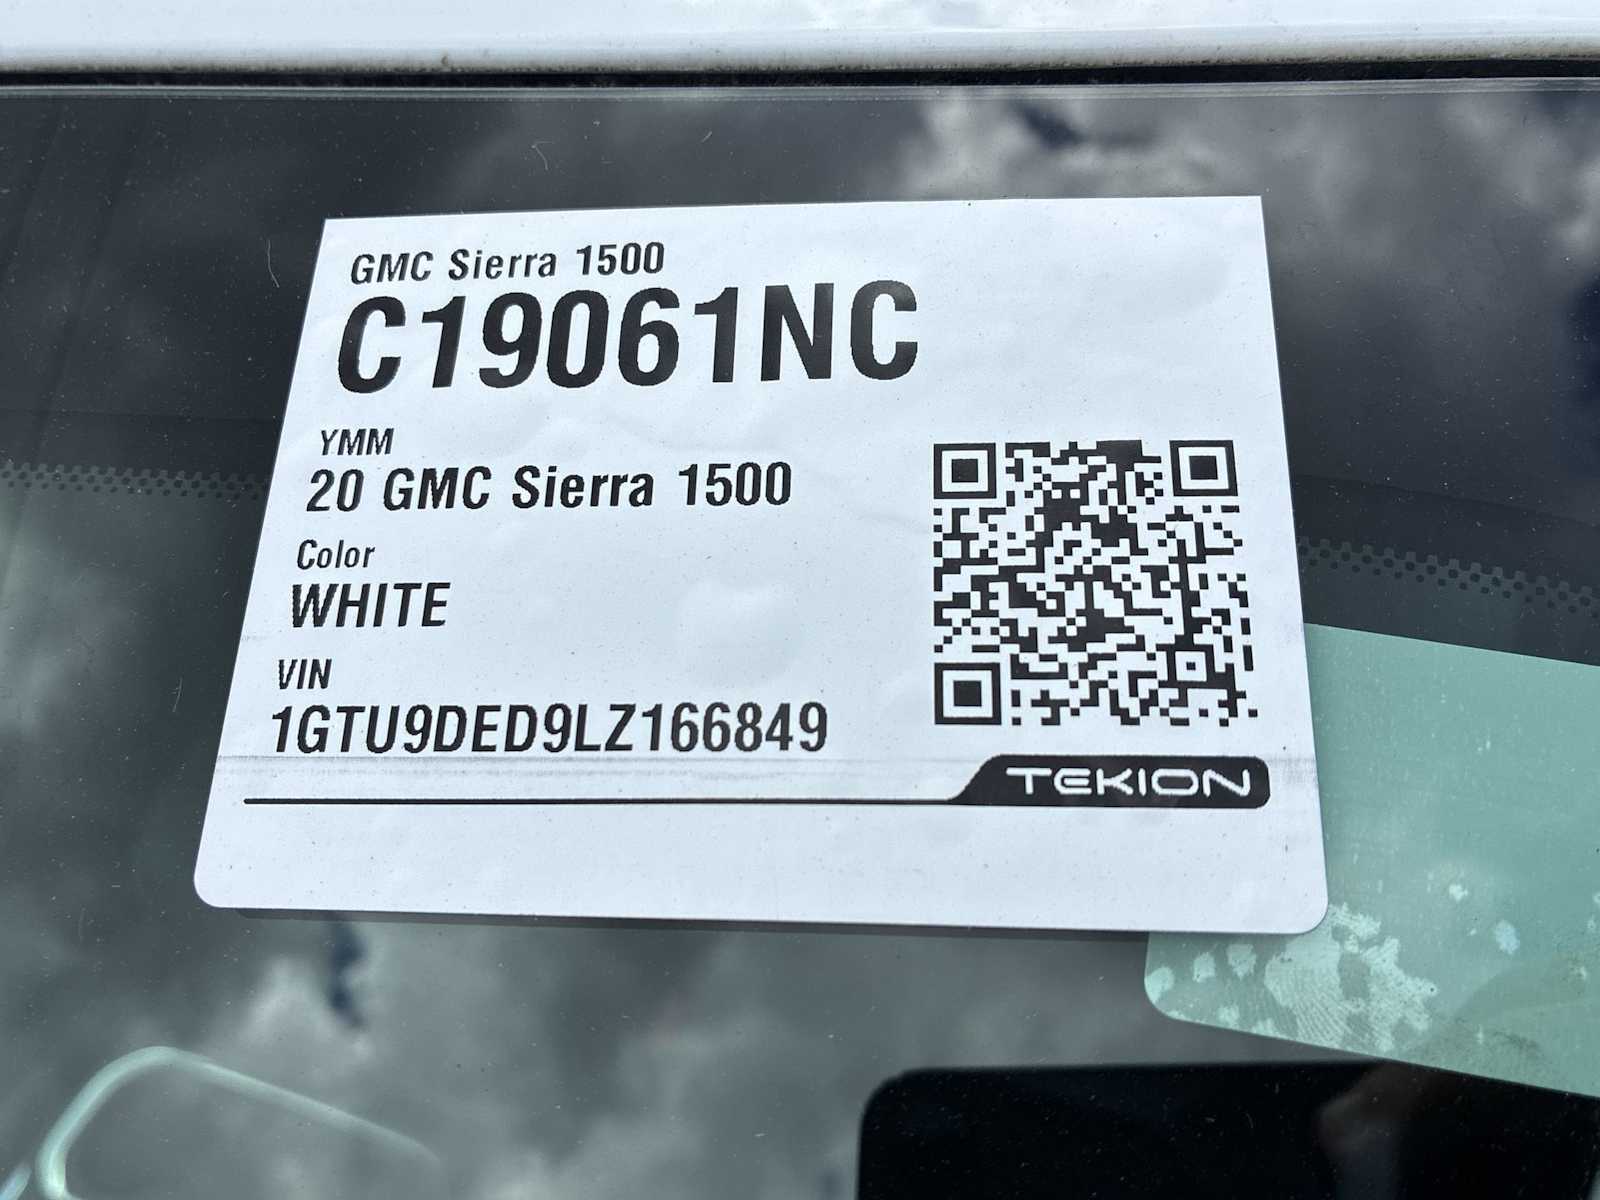 GMC Sierra 1500
C19061NC
YMM
20 GMC Sierra 1500
Color
WHITE
VIN
1GTU9DED9LZ166849
TEKION